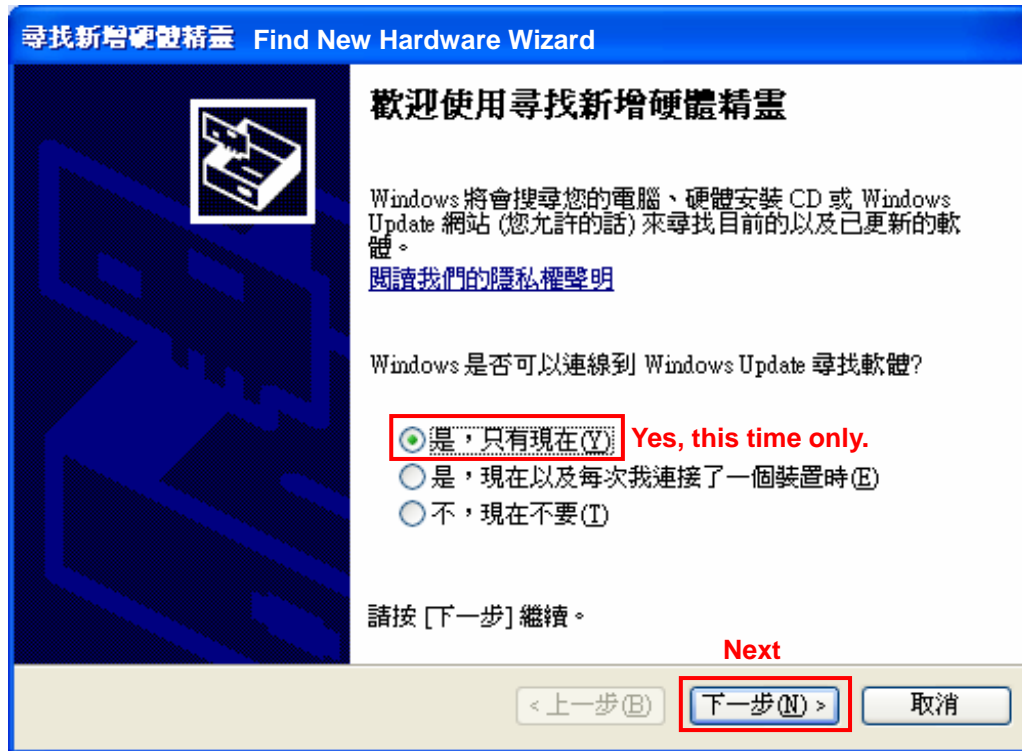 尋找新增硬體精靈 Find New Hardware Wizard
歡迎使用尋找新增硬體精靈
Windows 將會搜尋您的電腦、硬體安裝 CD 或 Windows
Update 網站 (您允許的話) 來尋找目前的以及已更新的軟
體。
閱讀我們的隱私權聲明
Windows 是否可以連線到 Windows Update 尋找軟體?
是，只有現在(Y) Yes, this time only.
是，現在以及每次我連接了一個裝置時(E)
不，現在不要(T)
請按 [下一步] 繼續。
Next
< 上一步(B) 下一步(N) > 取消